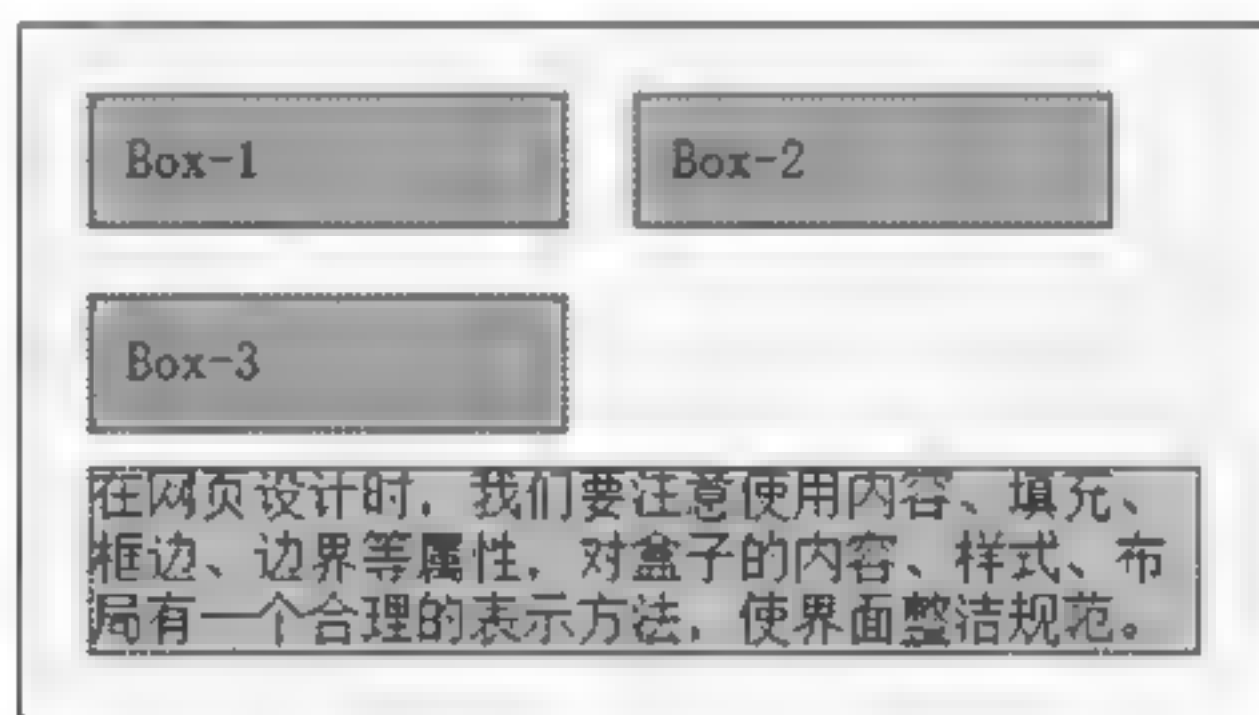 Box-1
Box-2
Box-3
在网页设计时，我们要注意使用内容、填充、
框边、边界等属性，对盒子的内容、样式、布
局有一个合理的表示方法，使界面整洁规范。